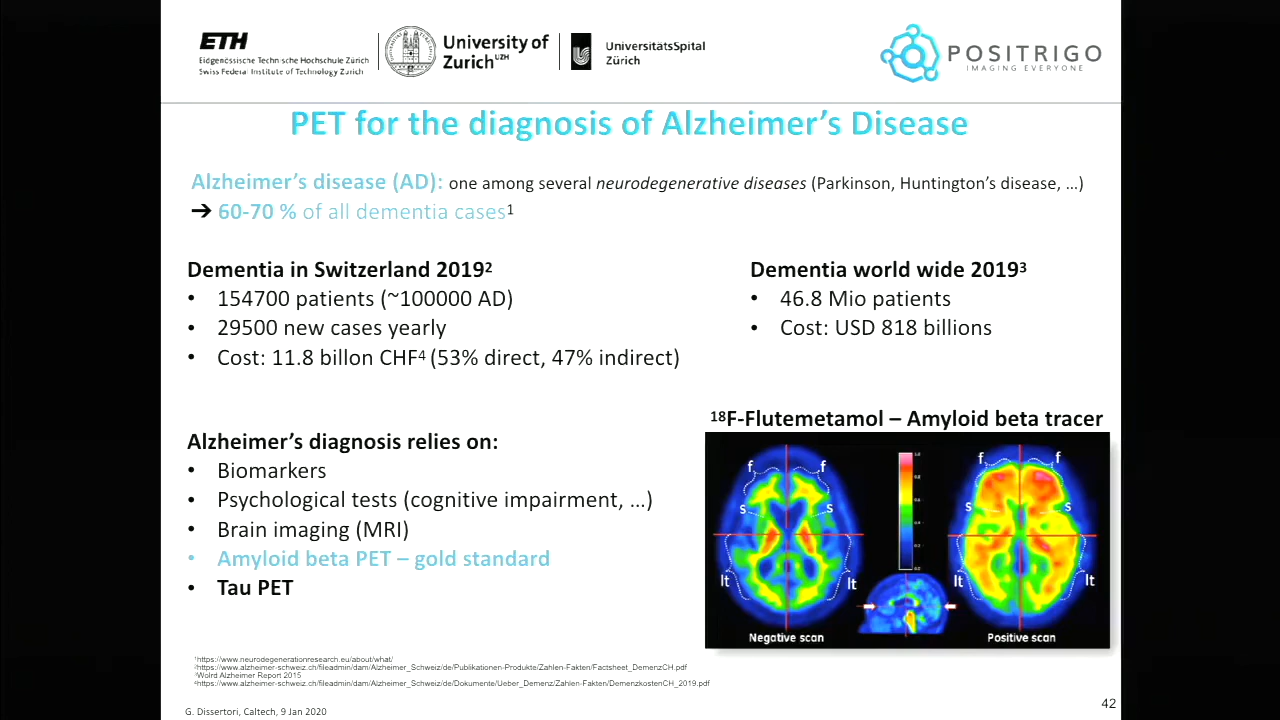 ETH
Eidgenössische Technische Hochschule Zürich
Swiss Federal Institute of Technology Zurich
University of
Zurich UZH
UniversitätsSpital
Zürich
POSITRIGO
IMAGING EVERYONE
PET for the diagnosis of Alzheimer's Disease
Alzheimer's disease (AD): one among several neurodegenerative diseases (Parkinson, Huntington's disease, ...)
➔ 60-70 % of all dementia cases¹
Dementia in Switzerland 2019²
• 154700 patients (~100000 AD)
• 29500 new cases yearly
• Cost: 11.8 billon CHF⁴ (53% direct, 47% indirect)
Dementia world wide 2019³
• 46.8 Mio patients
• Cost: USD 818 billions
Alzheimer's diagnosis relies on:
• Biomarkers
• Psychological tests (cognitive impairment, ...)
• Brain imaging (MRI)
• Amyloid beta PET – gold standard
• Tau PET
¹⁸F-Flutemetamol – Amyloid beta tracer
f f
s s
lt lt
Negative scan
f f
s s
lt lt
Positive scan
¹https://www.neurodegenerationresearch.eu/about/what/
²https://www.alzheimer-schweiz.ch/fileadmin/dam/Alzheimer_Schweiz/de/Publikationen-Produkte/Zahlen-Fakten/Factsheet_DemenzCH.pdf
³Wolrd Alzheimer Report 2015
⁴https://www.alzheimer-schweiz.ch/fileadmin/dam/Alzheimer_Schweiz/de/Dokumente/Ueber_Demenz/Zahlen-Fakten/DemenzkostenCH_2019.pdf
G. Dissertori, Caltech, 9 Jan 2020
42